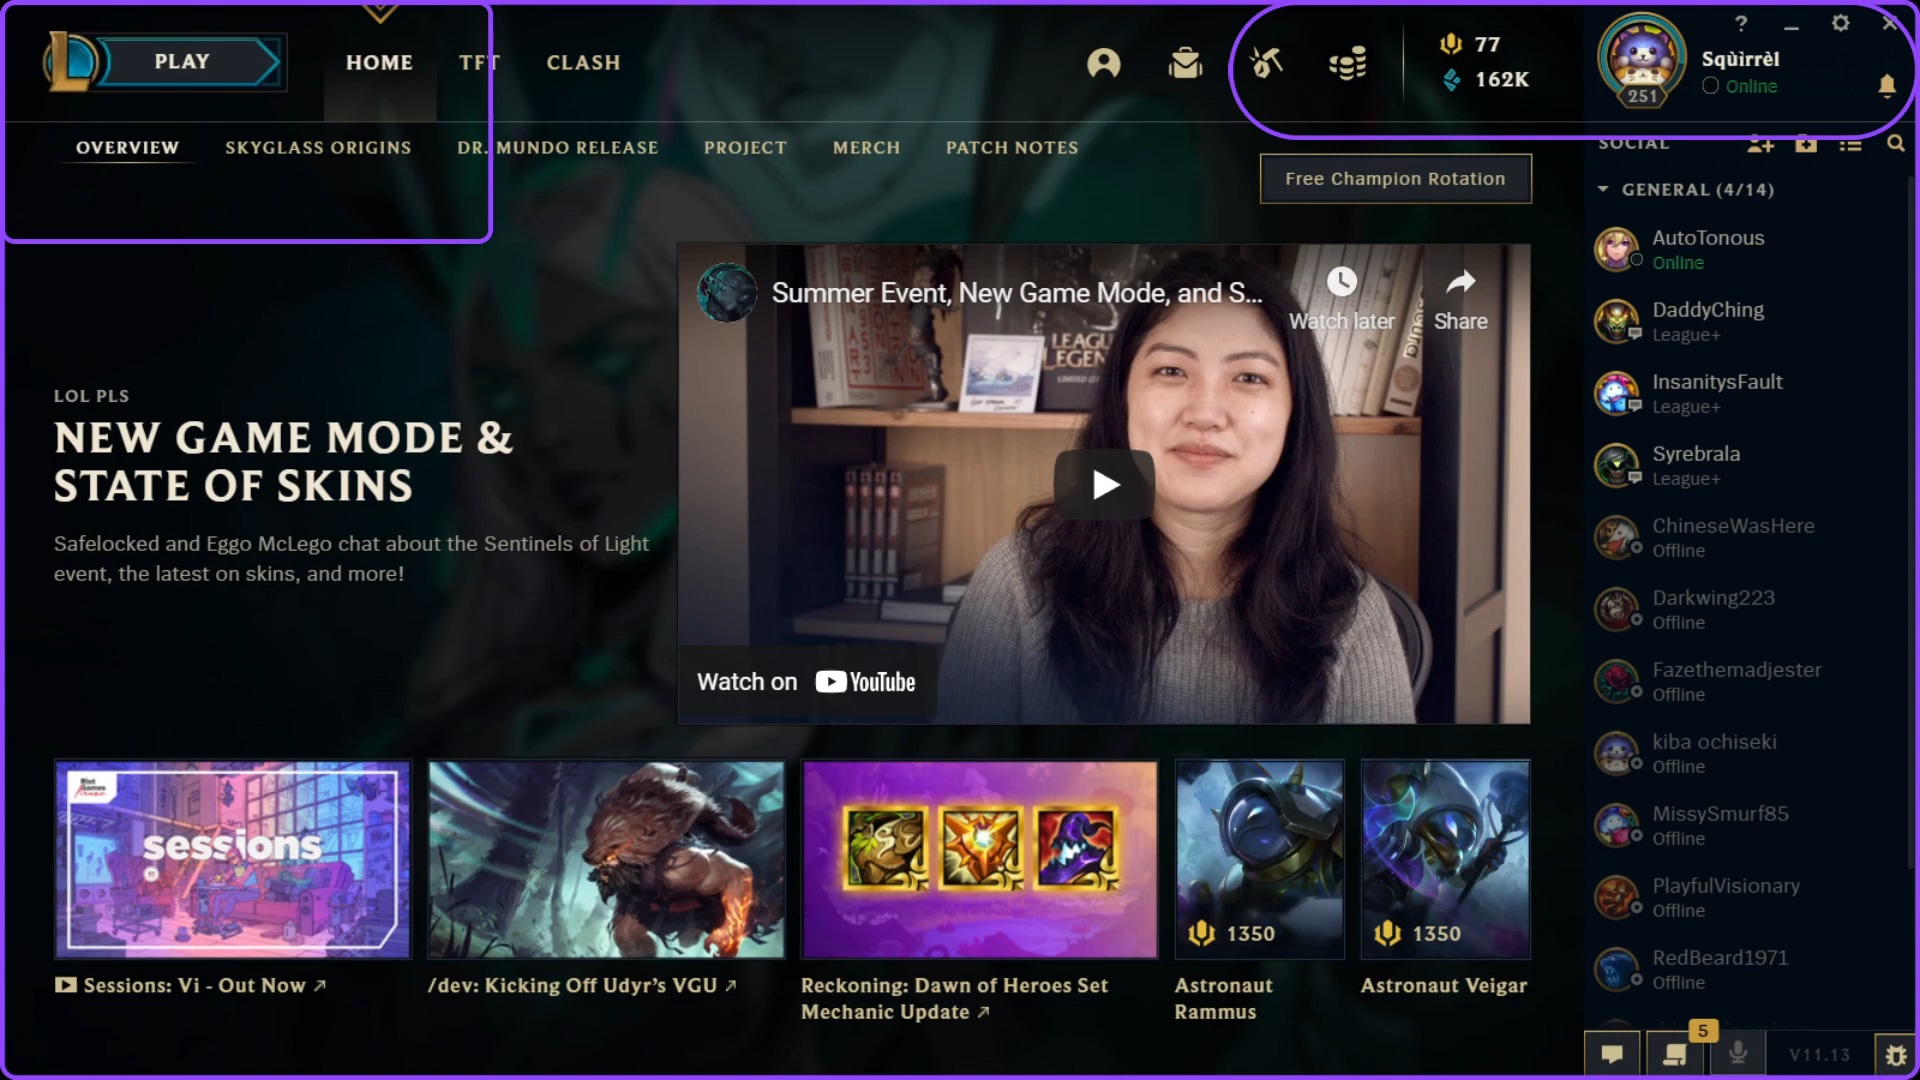 PLAY
HOME
TFT
CLASH
77
162K
251
?
Squìrrèl
Online
OVERVIEW
SKYGLASS ORIGINS
DR. MUNDO RELEASE
PROJECT
MERCH
PATCH NOTES
Free Champion Rotation
SOCIAL
GENERAL (4/14)
AutoTonous
Online
DaddyChing
League+
InsanitysFault
League+
Syrebrala
League+
ChineseWasHere
Offline
Darkwing223
Offline
Fazethemadjester
Offline
kiba ochiseki
Offline
MissySmurf85
Offline
PlayfulVisionary
Offline
RedBeard1971
Offline
Summer Event, New Game Mode, and S...
Watch later
Share
Watch on YouTube
LOL PLS
NEW GAME MODE &
STATE OF SKINS
Safelocked and Eggo McLego chat about the Sentinels of Light
event, the latest on skins, and more!
Riot
Games
sessions
1350
1350
Sessions: Vi - Out Now ↗
/dev: Kicking Off Udyr’s VGU ↗
Reckoning: Dawn of Heroes Set
Mechanic Update ↗
Astronaut
Rammus
Astronaut Veigar
5
V11.13